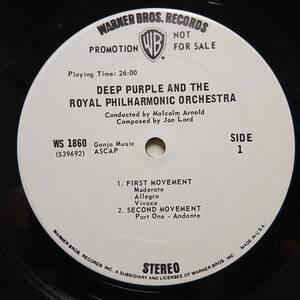 WARNER BROS. RECORDS
PROMOTION WB NOT FOR SALE
Playing Time: 26:00
DEEP PURPLE AND THE
ROYAL PHILHARMONIC ORCHESTRA
Conducted by Malcolm Arnold
Composed by Jon Lord
WS 1860
(S39692)
Ganja Music
ASCAP
SIDE
1
1. FIRST MOVEMENT
Moderato
Allegro
Vivace
2. SECOND MOVEMENT
Part One - Andante
STEREO
WARNER BROS. RECORDS INC., A SUBSIDIARY AND LICENSEE OF WARNER BROS. INC.
MADE IN U.S.A.